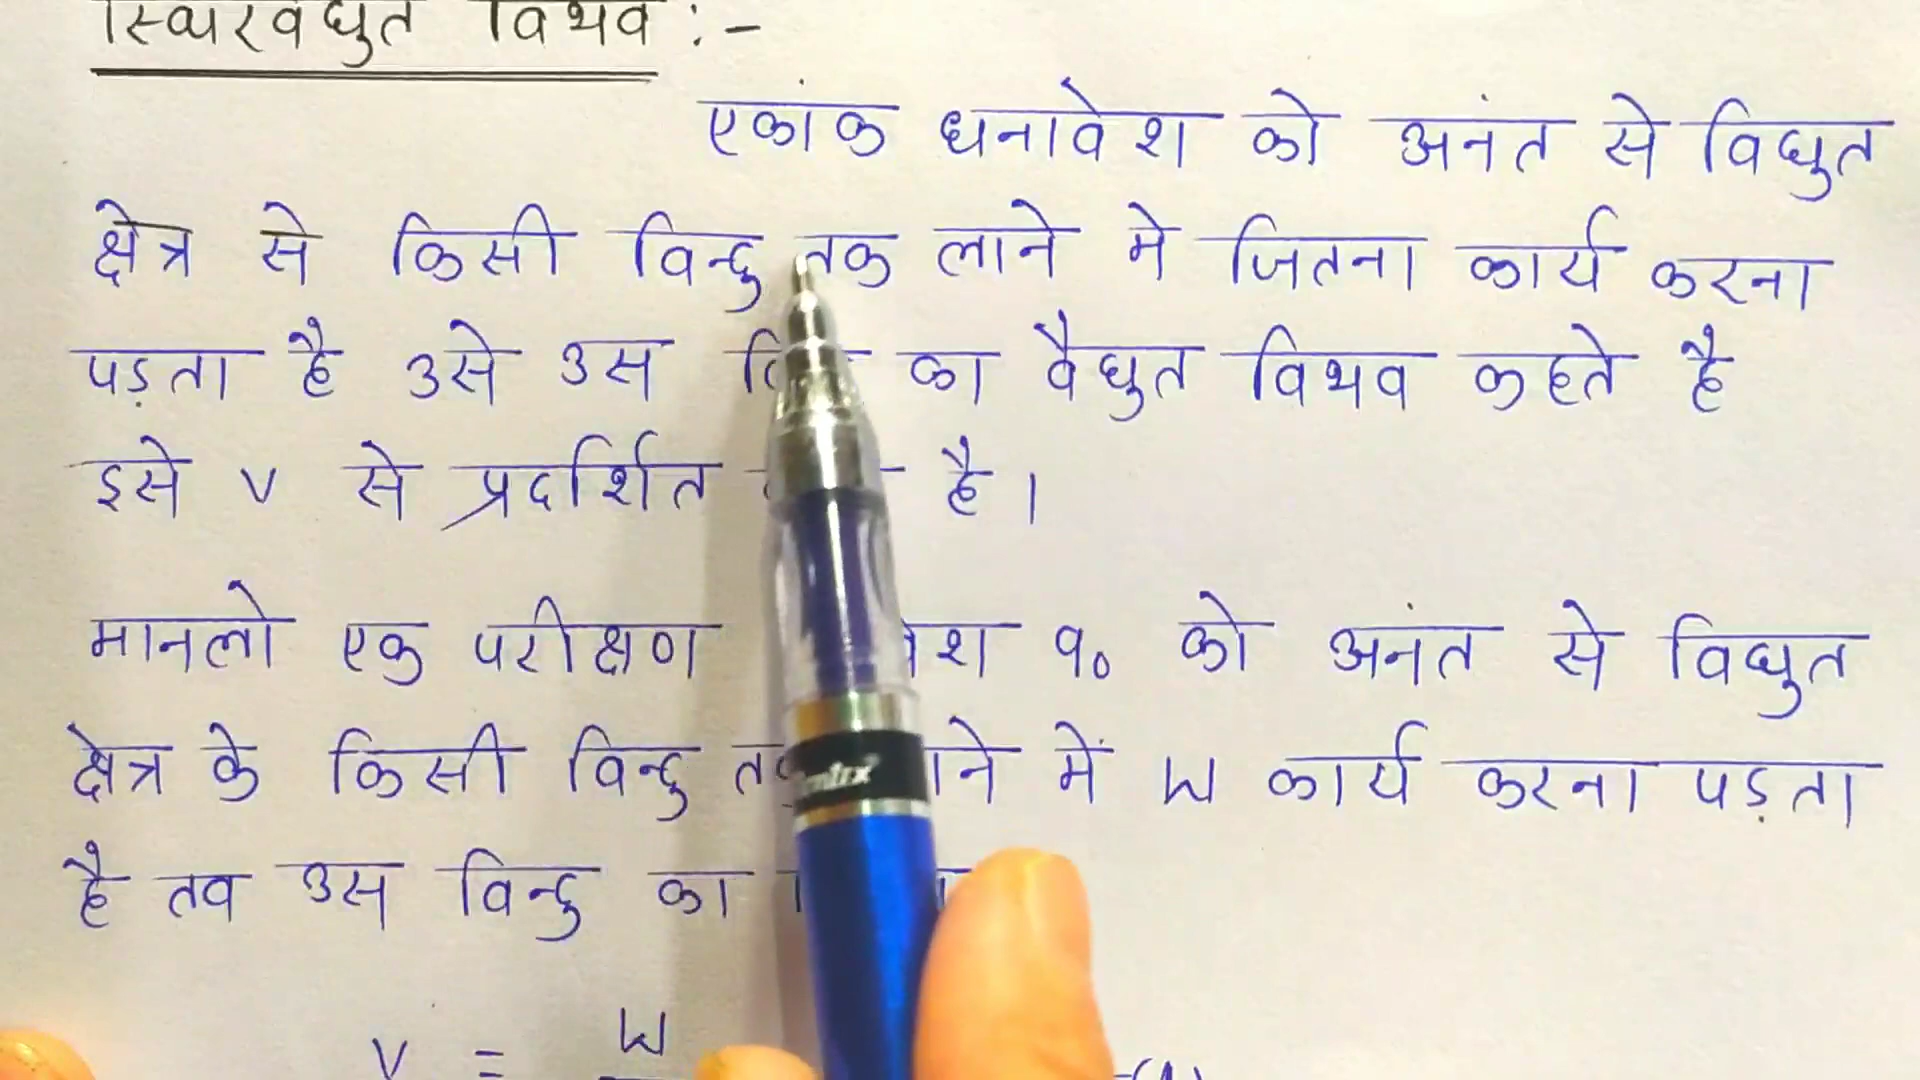 स्थिरवैधुत विभव :-
एकांक धनावेश को अनंत से विधुत
क्षेत्र से किसी विन्दु तक लाने मे जितना कार्य करना
पड़ता है उसे उस का वैधुत विभव कहते है
इसे V से प्रदर्शित है।
मानलो एक परीक्षण q₀ को अनंत से विधुत
क्षेत्र के किसी विन्दु में W कार्य करना पड़ता
है तव उस विन्दु का
V = W